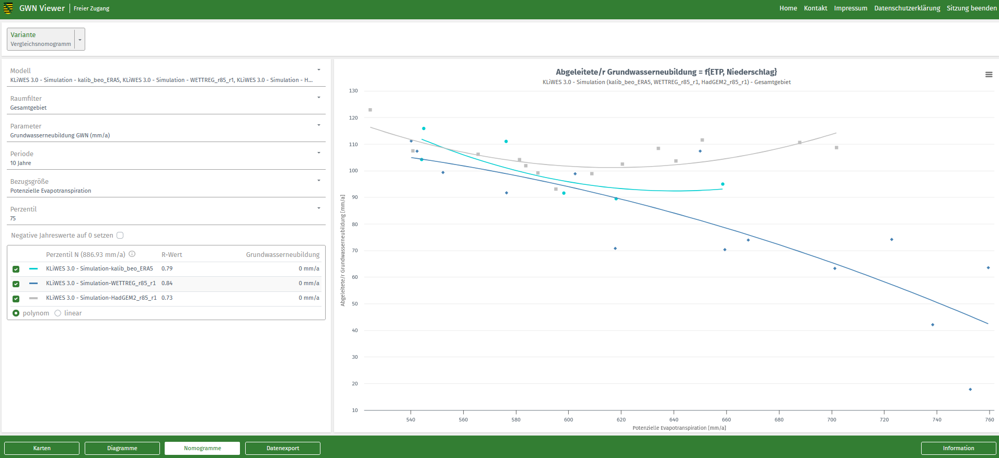 GWN Viewer
Freier Zugang
Home
Kontakt
Impressum
Datenschutzerklärung
Sitzung beenden
Variante
Vergleichsnomogramm
Modell
KLiWES 3.0 - Simulation - kalib_beo_ERA5, KLiWES 3.0 - Simulation - WETTREG_r85_r1, KLiWES 3.0 - Simulation - H...
Raumfilter
Gesamtgebiet
Parameter
Grundwasserneubildung GWN (mm/a)
Periode
10 Jahre
Bezugsgröße
Potenzielle Evapotranspiration
Perzentil
75
Negative Jahreswerte auf 0 setzen
Perzentil N (886.93 mm/a) R-Wert Grundwasserneubildung
KLiWES 3.0 - Simulation-kalib_beo_ERA5 0.79 0 mm/a
KLiWES 3.0 - Simulation-WETTREG_r85_r1 0.84 0 mm/a
KLiWES 3.0 - Simulation-HadGEM2_r85_r1 0.73 0 mm/a
polynom linear
Abgeleitete/r Grundwasserneubildung = f{ETP, Niederschlag}
KLiWES 3.0 - Simulation (kalib_beo_ERA5, WETTREG_r85_r1, HadGEM2_r85_r1) - Gesamtgebiet
Abgeleitete/r Grundwasserneubildung [mm/a]
130
120
110
100
90
80
70
60
50
40
30
20
10
540 560 580 600 620 640 660 680 700 720 740 760
Potenzielle Evapotranspiration [mm/a]
Karten
Diagramme
Nomogramme
Datenexport
Information